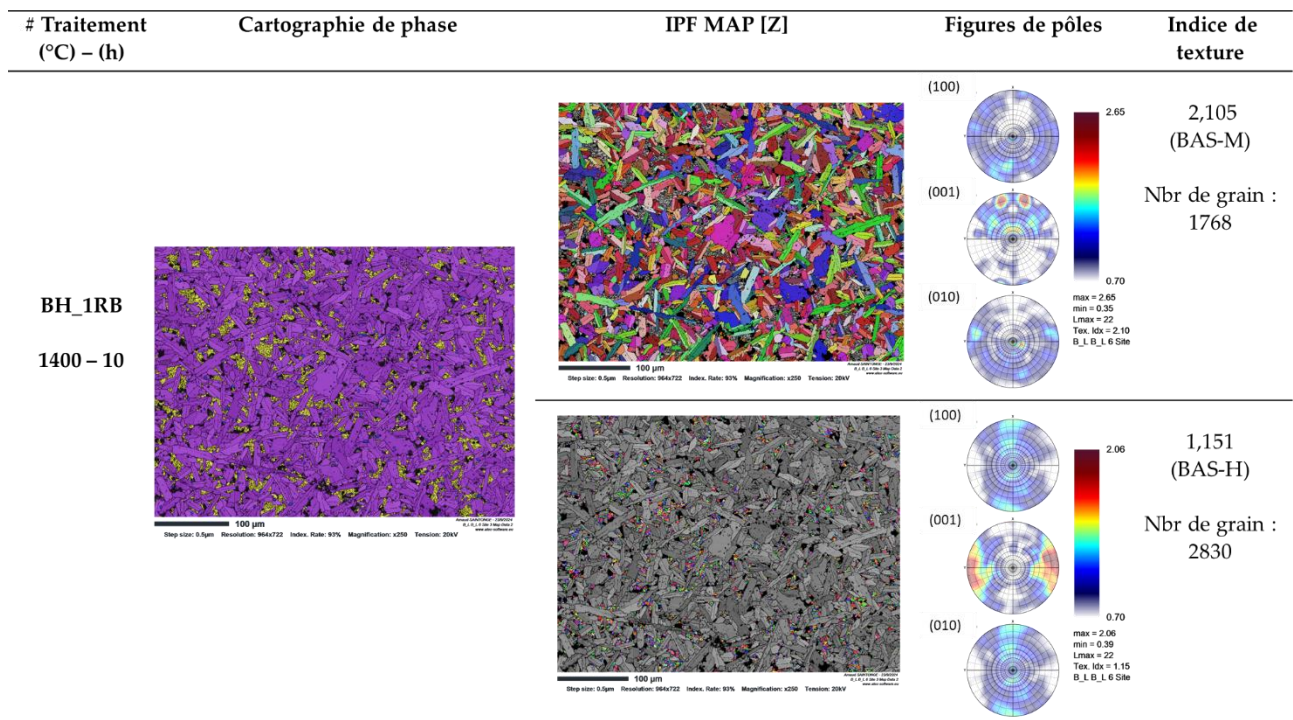 # Traitement
(°C) – (h)
Cartographie de phase
IPF MAP [Z]
Figures de pôles
Indice de
texture
BH_1RB
1400 – 10
100 µm
Step size: 0.5µm Resolution: 964x722 Index. Rate: 93% Magnification: x250 Tension: 20kV
100 µm
Step size: 0.5µm Resolution: 964x722 Index. Rate: 93% Magnification: x250 Tension: 20kV
(100)
(001)
(010)
2.65
0.70
max = 2.65
min = 0.35
Lmax = 22
Tex. Idx = 2.10
B_L B_L 6 Site
2,105
(BAS-M)
Nbr de grain :
1768
100 µm
Step size: 0.5µm Resolution: 964x722 Index. Rate: 93% Magnification: x250 Tension: 20kV
(100)
(001)
(010)
2.06
0.70
max = 2.06
min = 0.39
Lmax = 22
Tex. Idx = 1.15
B_L B_L 6 Site
1,151
(BAS-H)
Nbr de grain :
2830